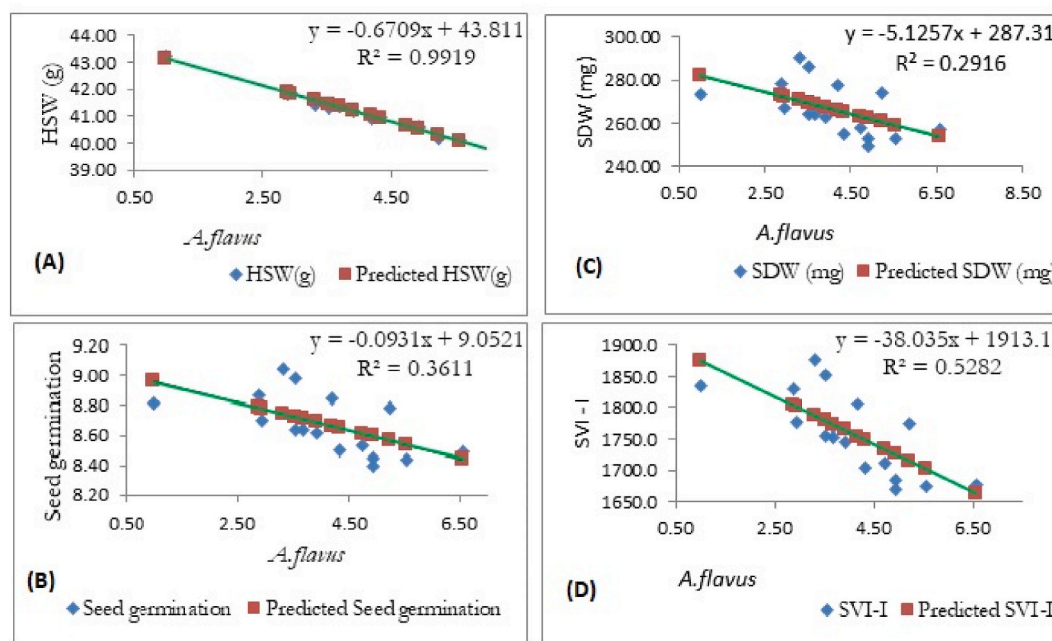 y = -0.6709x + 43.811
R² = 0.9919
HSW (g)
44.00
43.00
42.00
41.00
40.00
39.00
0.50 2.50 4.50
A.flavus
(A)
HSW(g) Predicted HSW(g)
y = -5.1257x + 287.31
R² = 0.2916
SDW (mg)
300.00
280.00
260.00
240.00
0.50 2.50 4.50 6.50 8.50
A.flavus
(C)
SDW (mg) Predicted SDW (mg)
y = -0.0931x + 9.0521
R² = 0.3611
Seed germination
9.20
9.00
8.80
8.60
8.40
8.20
0.50 2.50 4.50 6.50
A.flavus
(B)
Seed germination Predicted Seed germination
y = -38.035x + 1913.1
R² = 0.5282
SVI - I
1900.0
1850.0
1800.0
1750.0
1700.0
1650.0
0.50 2.50 4.50 6.50
A.flavus
(D)
SVI-I Predicted SVI-I